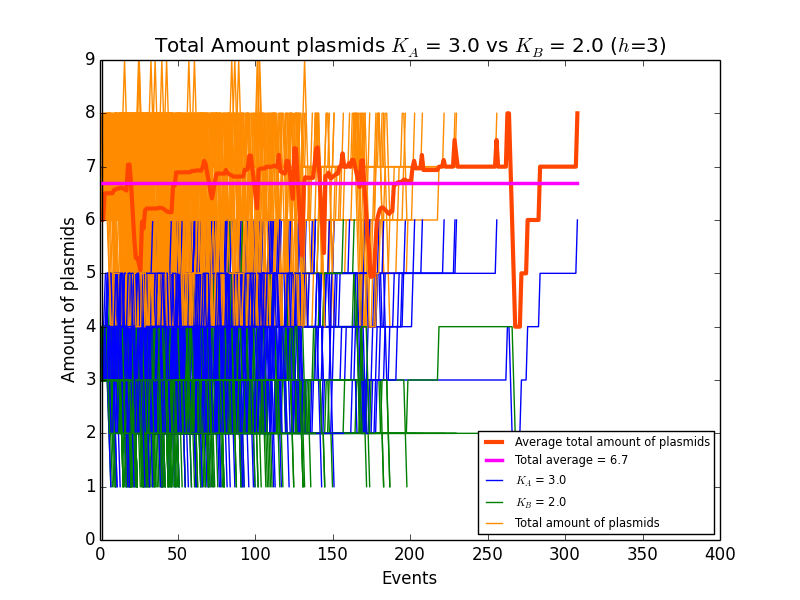 Total Amount plasmids K_A = 3.0 vs K_B = 2.0 (h=3)
9
8
7
6
5
4
3
2
1
0
Amount of plasmids
Average total amount of plasmids
Total average = 6.7
K_A = 3.0
K_B = 2.0
Total amount of plasmids
0 50 100 150 200 250 300 350 400
Events